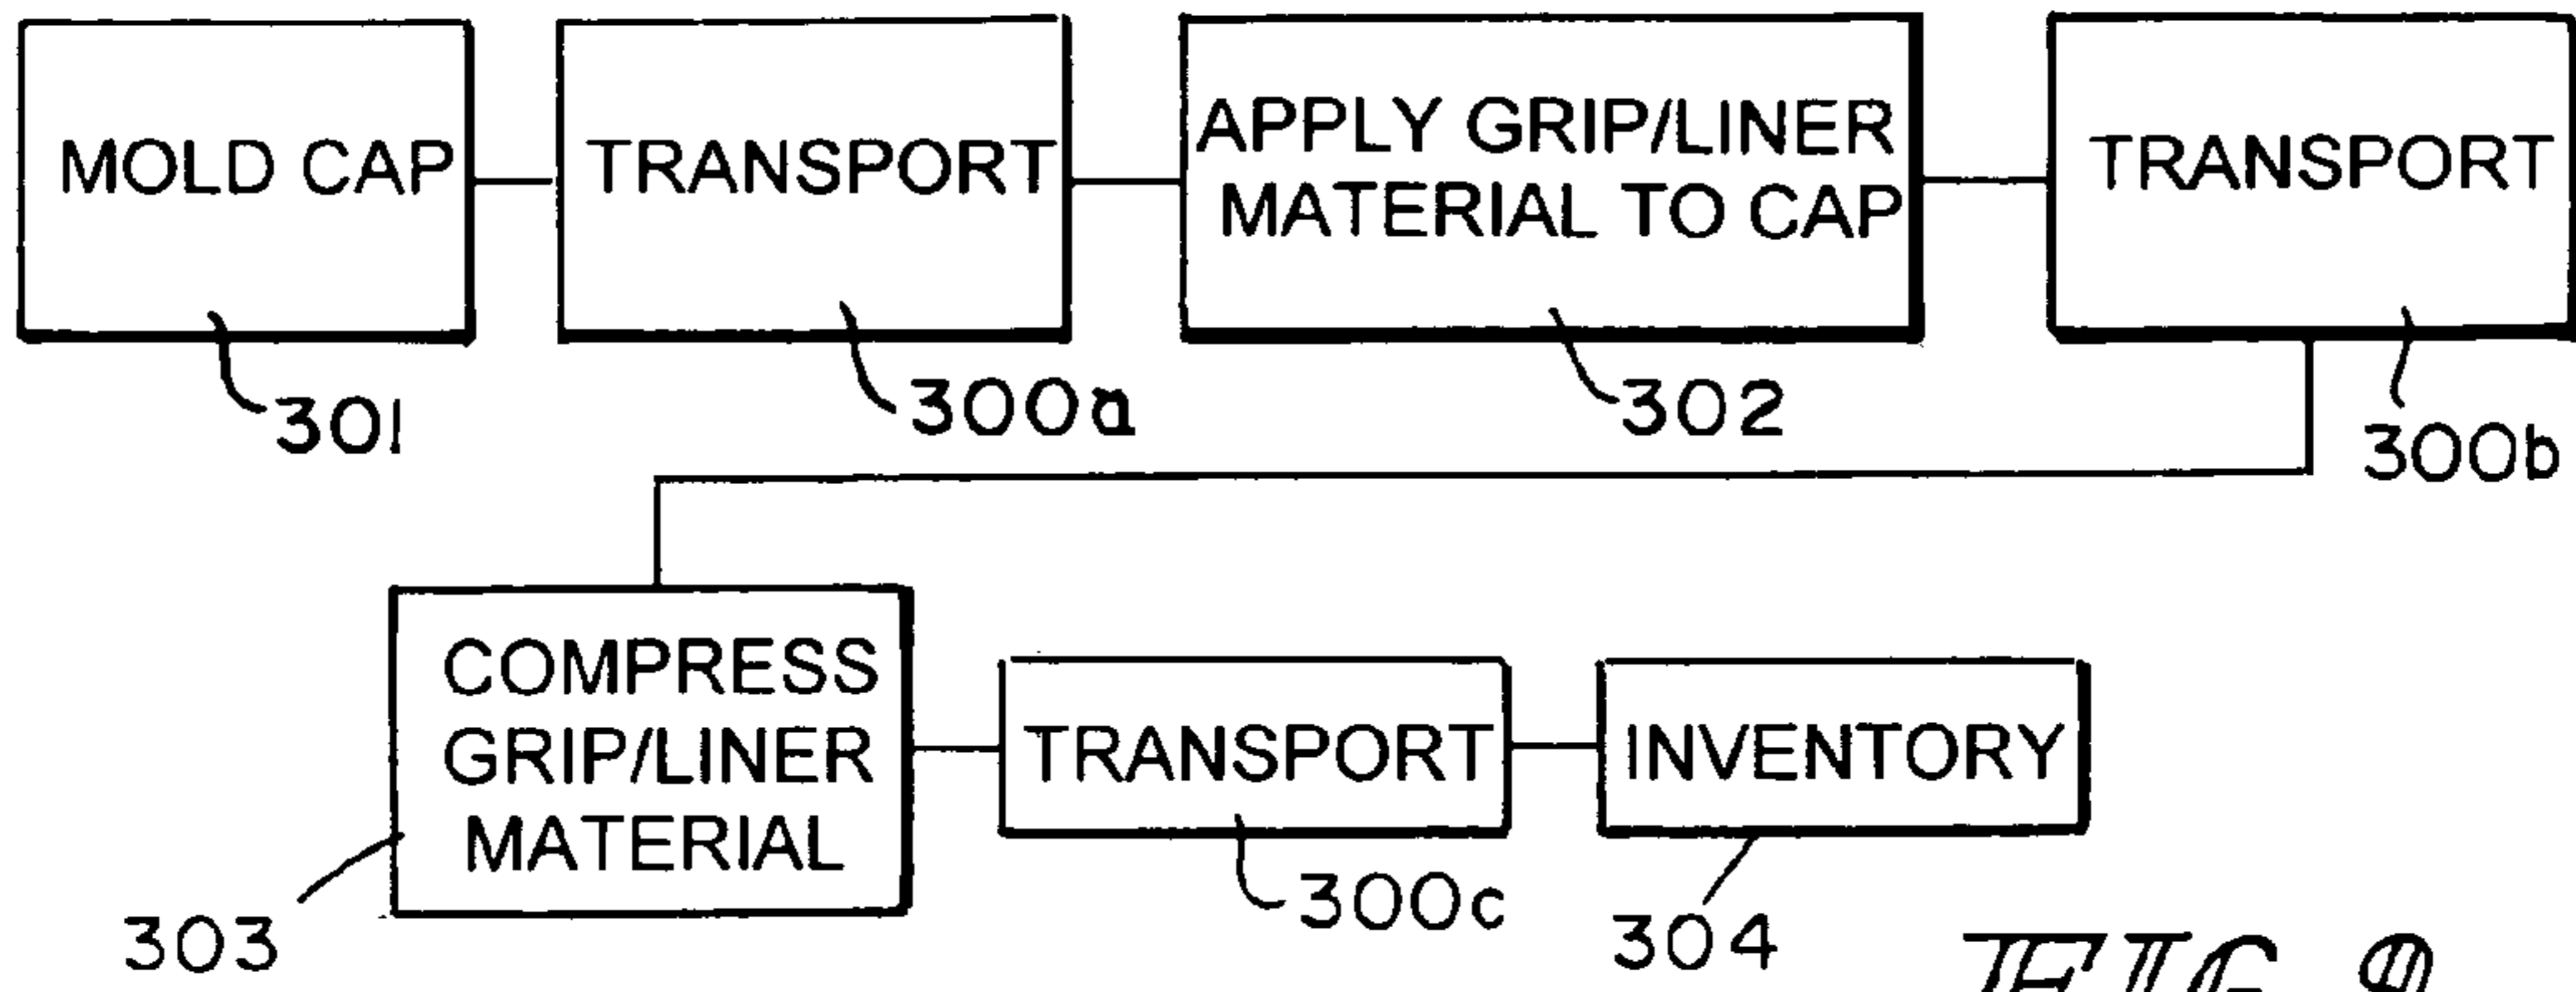 MOLD CAP
TRANSPORT
APPLY GRIP/LINER
MATERIAL TO CAP
TRANSPORT
301
300a
302
300b
COMPRESS
GRIP/LINER
MATERIAL
TRANSPORT
INVENTORY
303
300c
304
FIG